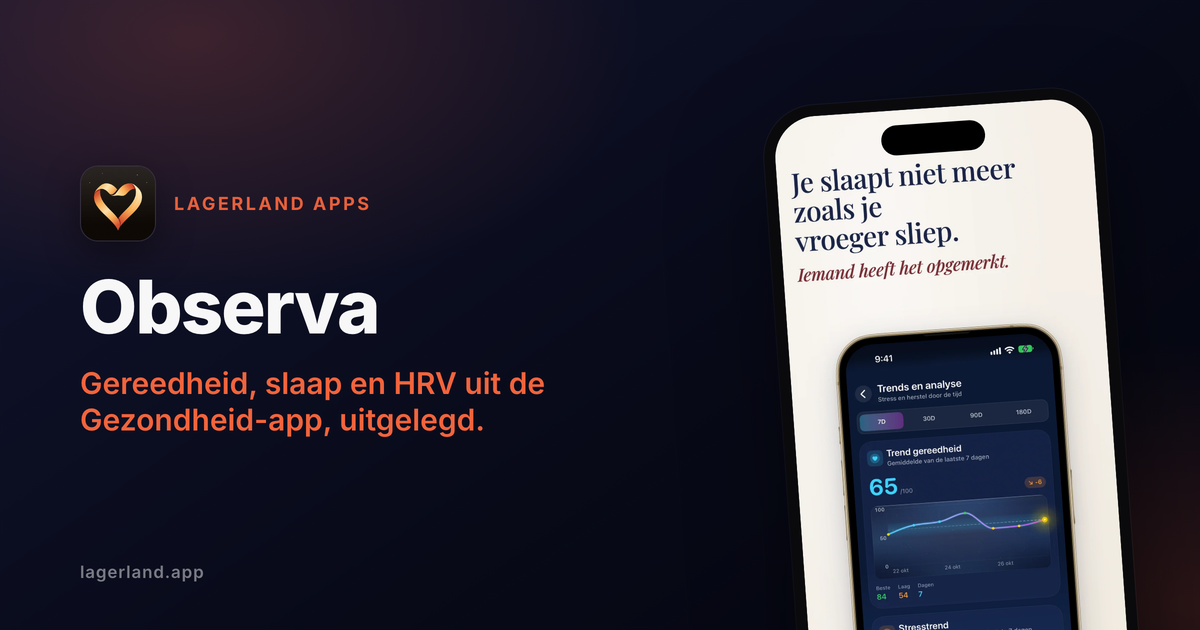 LAGERLAND APPS
Observa
Gereedheid, slaap en HRV uit de
Gezondheid-app, uitgelegd.
lagerland.app
Je slaapt niet meer
zoals je
vroeger sliep.
Iemand heeft het opgemerkt.
9:41
Trends en analyse
Stress en herstel door de tijd
7D 30D 90D 180D
Trend gereedheid
Gemiddelde van de laatste 7 dagen
65 /100
↘ -6
100
50
0
22 okt 24 okt 26 okt
Beste Laag Dagen
84 54 7
Stresstrend
7 dagen